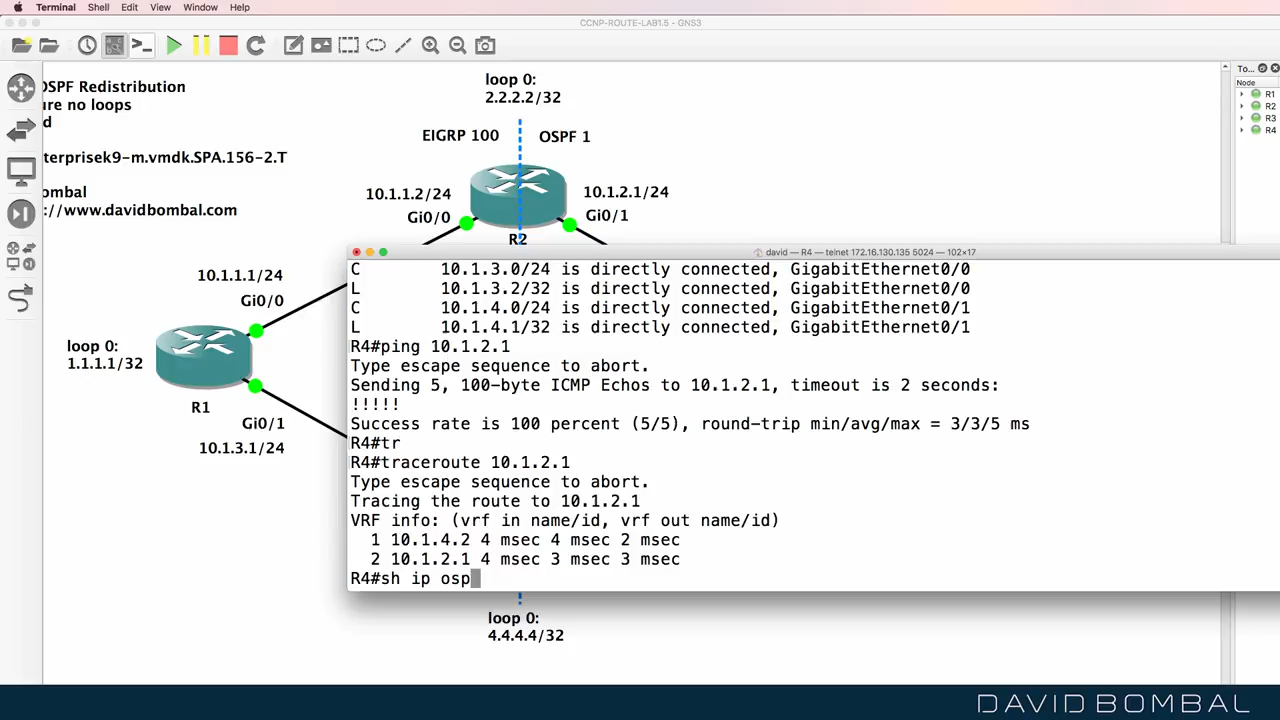 Terminal Shell Edit View Window Help
CCNP-ROUTE-LAB1.5 - GNS3
OSPF Redistribution
ure no loops
d
terprisek9-m.vmdk.SPA.156-2.T
ombal
://www.davidbombal.com
loop 0:
2.2.2.2/32
EIGRP 100
OSPF 1
10.1.1.2/24
Gi0/0
10.1.2.1/24
Gi0/1
R2
10.1.1.1/24
Gi0/0
loop 0:
1.1.1.1/32
R1
Gi0/1
10.1.3.1/24
To...
Node
R1
R2
R3
R4
david — R4 — telnet 172.16.130.135 5024 — 102×17
C 10.1.3.0/24 is directly connected, GigabitEthernet0/0
L 10.1.3.2/32 is directly connected, GigabitEthernet0/0
C 10.1.4.0/24 is directly connected, GigabitEthernet0/1
L 10.1.4.1/32 is directly connected, GigabitEthernet0/1
R4#ping 10.1.2.1
Type escape sequence to abort.
Sending 5, 100-byte ICMP Echos to 10.1.2.1, timeout is 2 seconds:
!!!!!
Success rate is 100 percent (5/5), round-trip min/avg/max = 3/3/5 ms
R4#tr
R4#traceroute 10.1.2.1
Type escape sequence to abort.
Tracing the route to 10.1.2.1
VRF info: (vrf in name/id, vrf out name/id)
1 10.1.4.2 4 msec 4 msec 2 msec
2 10.1.2.1 4 msec 3 msec 3 msec
R4#sh ip osp
loop 0:
4.4.4.4/32
DAVID BOMBAL